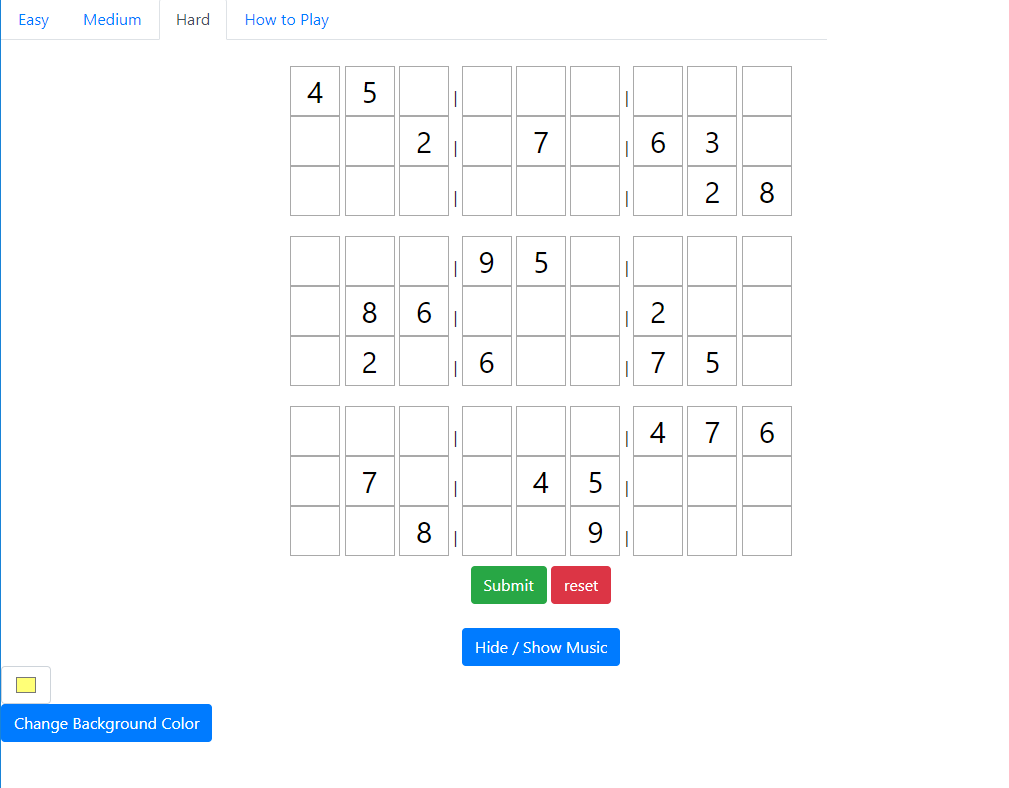 Easy Medium Hard How to Play
4 5 | |
2 | 7 | 6 3
| | 2 8
| 9 5 |
8 6 | | 2
2 | 6 | 7 5
| | 4 7 6
7 | 4 5 |
8 | 9 |
Submit reset
Hide / Show Music
Change Background Color